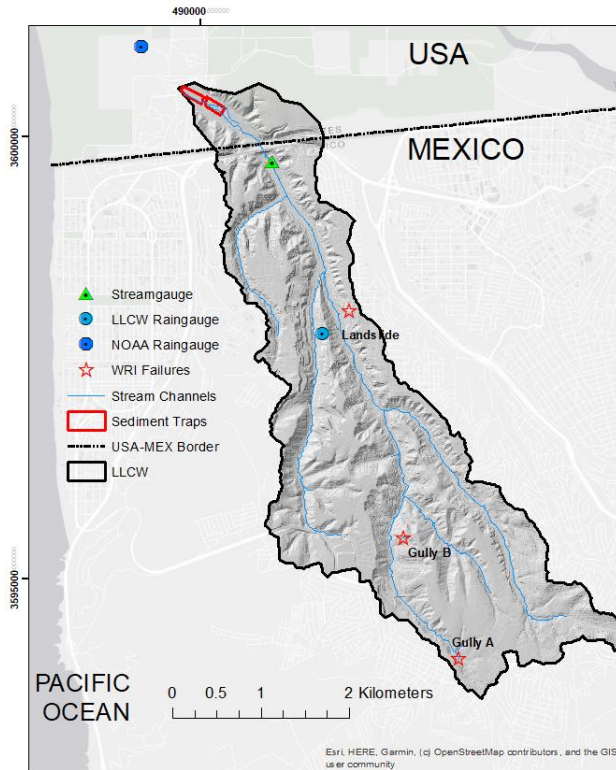 490000
USA
3600000
MEXICO
Streamgauge
LLCW Raingauge
NOAA Raingauge
WRI Failures
Stream Channels
Sediment Traps
USA-MEX Border
LLCW
Landslide
Gully B
3595000
Gully A
PACIFIC
OCEAN
0 0.5 1 2 Kilometers
Esri, HERE, Garmin, (c) OpenStreetMap contributors, and the GIS
user community